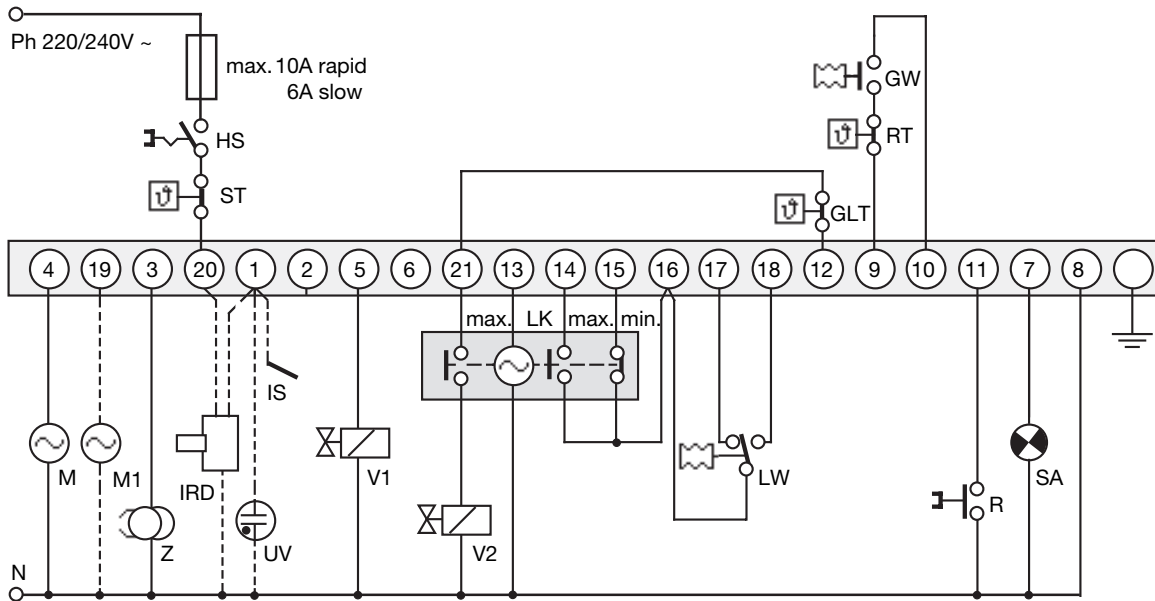 Ph 220/240V ~
max. 10A rapid
6A slow
HS
ϑ
ST
GW
ϑ
RT
ϑ
GLT
4 19 3 20 1 2 5 6 21 13 14 15 16 17 18 12 9 10 11 7 8
max. LK max. min.
IS
M
M1
IRD
V1
LW
SA
R
Z
UV
V2
N